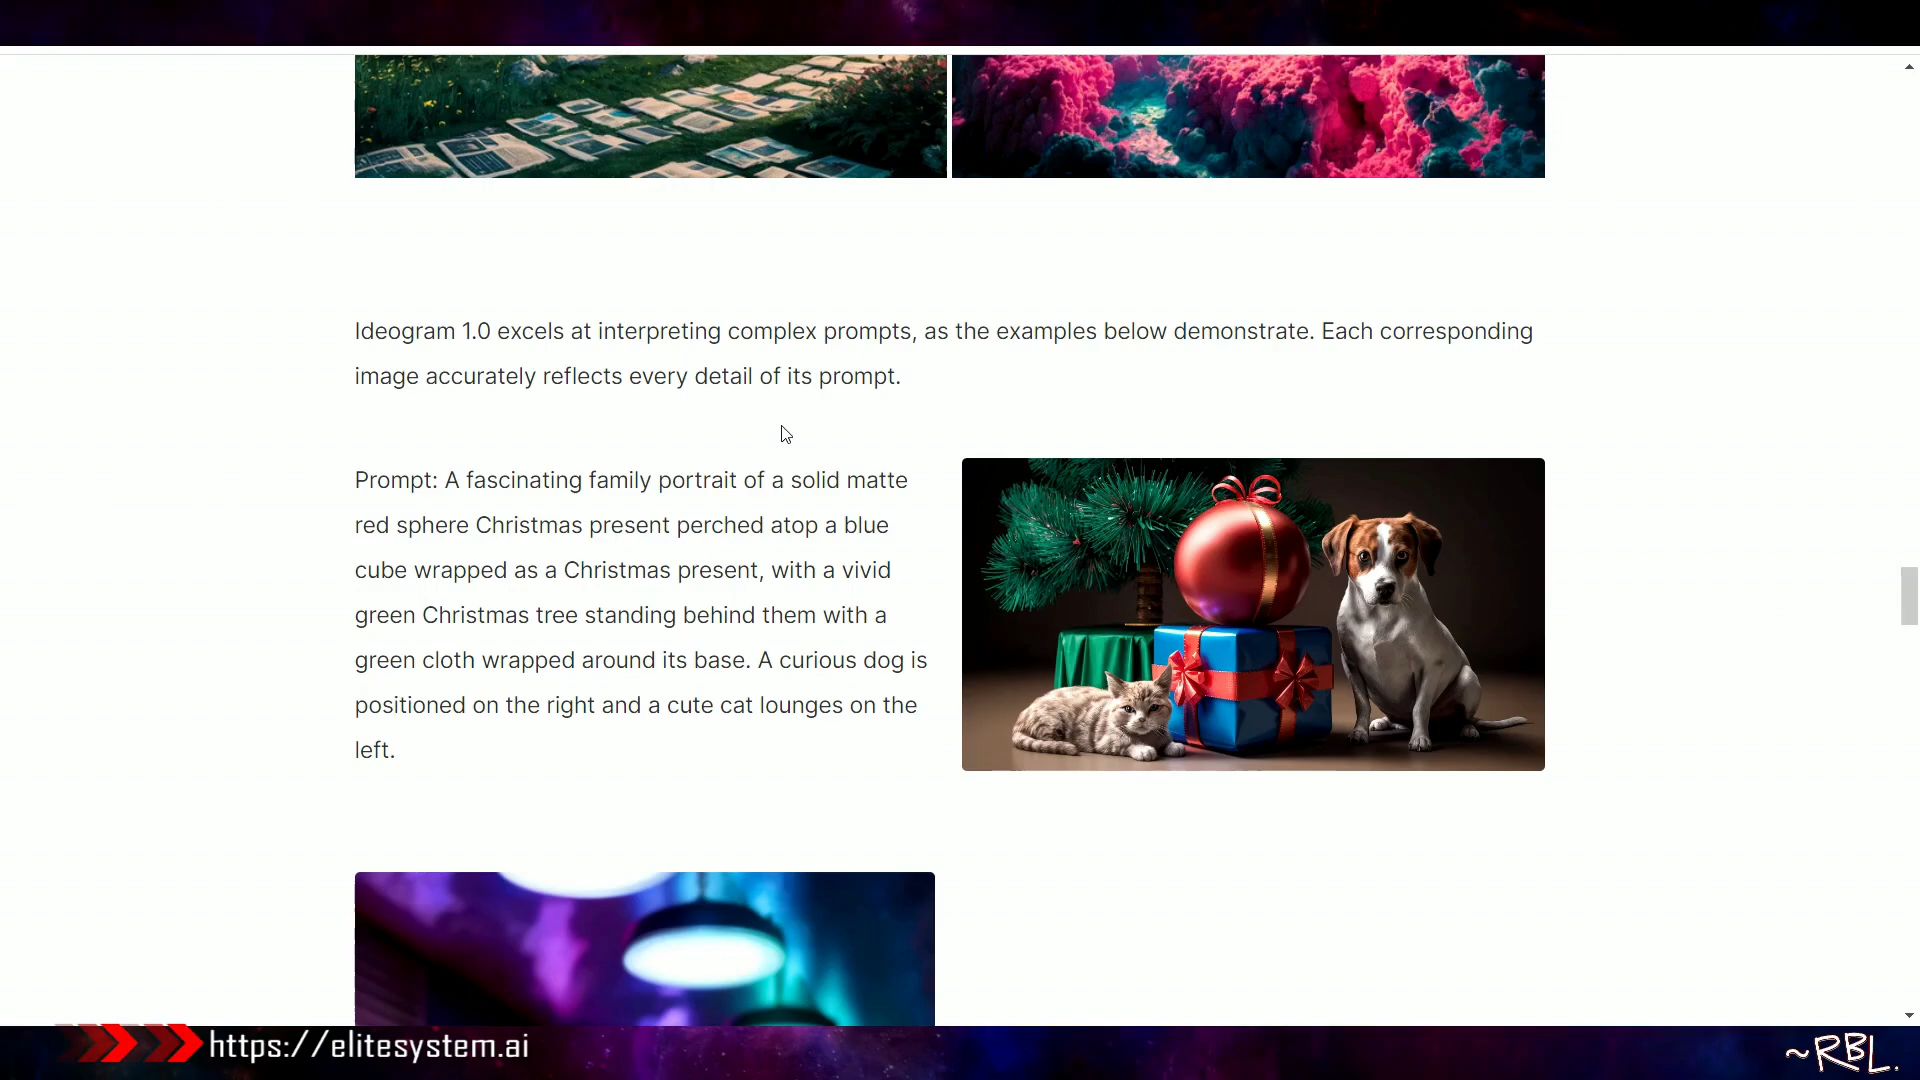 Ideogram 1.0 excels at interpreting complex prompts, as the examples below demonstrate. Each corresponding
image accurately reflects every detail of its prompt.
Prompt: A fascinating family portrait of a solid matte
red sphere Christmas present perched atop a blue
cube wrapped as a Christmas present, with a vivid
green Christmas tree standing behind them with a
green cloth wrapped around its base. A curious dog is
positioned on the right and a cute cat lounges on the
left.
https://elitesystem.ai
~RBL.